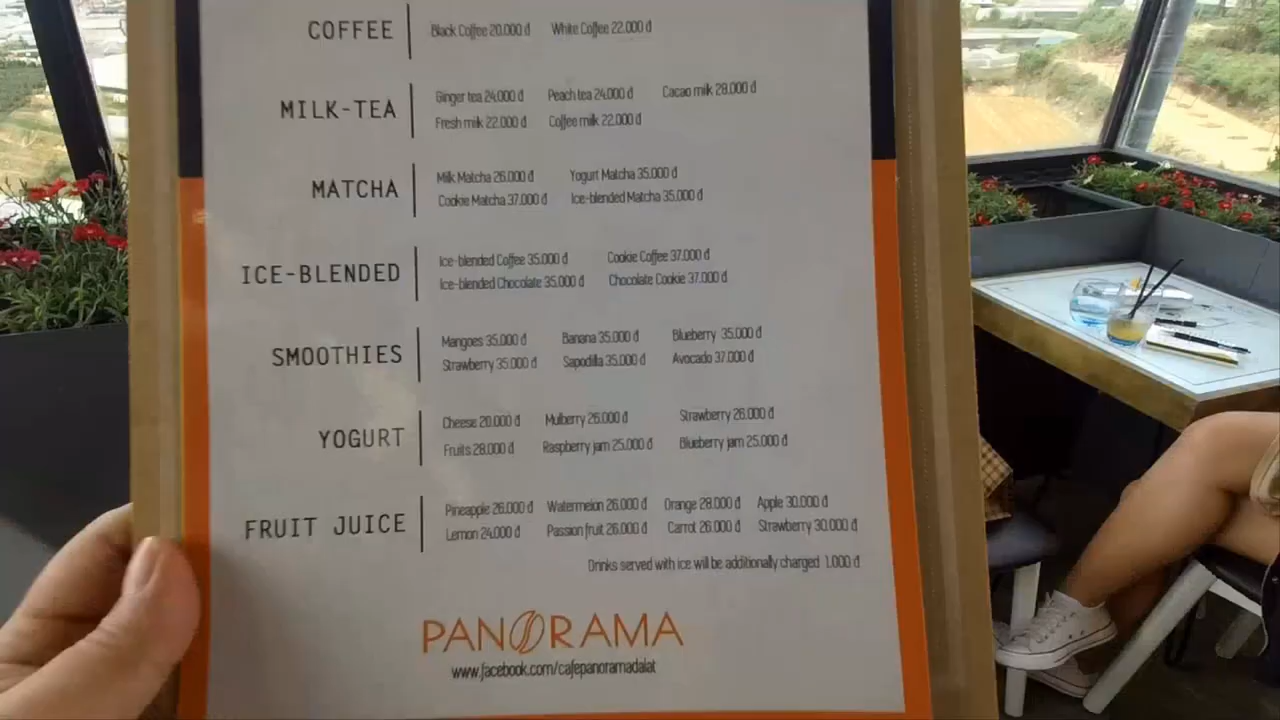 COFFEE Black Coffee 20.000 đ White Coffee 22.000 đ
MILK-TEA
Ginger tea 24.000 đ Peach tea 24.000 đ Cacao milk 28.000 đ
Fresh milk 22.000 đ Coffee milk 22.000 đ
MATCHA
Milk Matcha 26.000 đ Yogurt Matcha 35.000 đ
Cookie Matcha 37.000 đ Ice-blended Matcha 35.000 đ
ICE-BLENDED
Ice-blended Coffee 35.000 đ Cookie Coffee 37.000 đ
Ice-blended Chocolate 35.000 đ Chocolate Cookie 37.000 đ
SMOOTHIES
Mangoes 35.000 đ Banana 35.000 đ Blueberry 35.000 đ
Strawberry 35.000 đ Sapodilla 35.000 đ Avocado 37.000 đ
YOGURT
Cheese 20.000 đ Mulberry 26.000 đ Strawberry 26.000 đ
Fruits 28.000 đ Raspberry jam 25.000 đ Blueberry jam 25.000 đ
FRUIT JUICE
Pineapple 26.000 đ Watermelon 26.000 đ Orange 28.000 đ Apple 30.000 đ
Lemon 24.000 đ Passion fruit 26.000 đ Carrot 26.000 đ Strawberry 30.000 đ
Drinks served with ice will be additionally charged 1.000 đ
PANORAMA
www.facebook.com/cafepanoramadalat